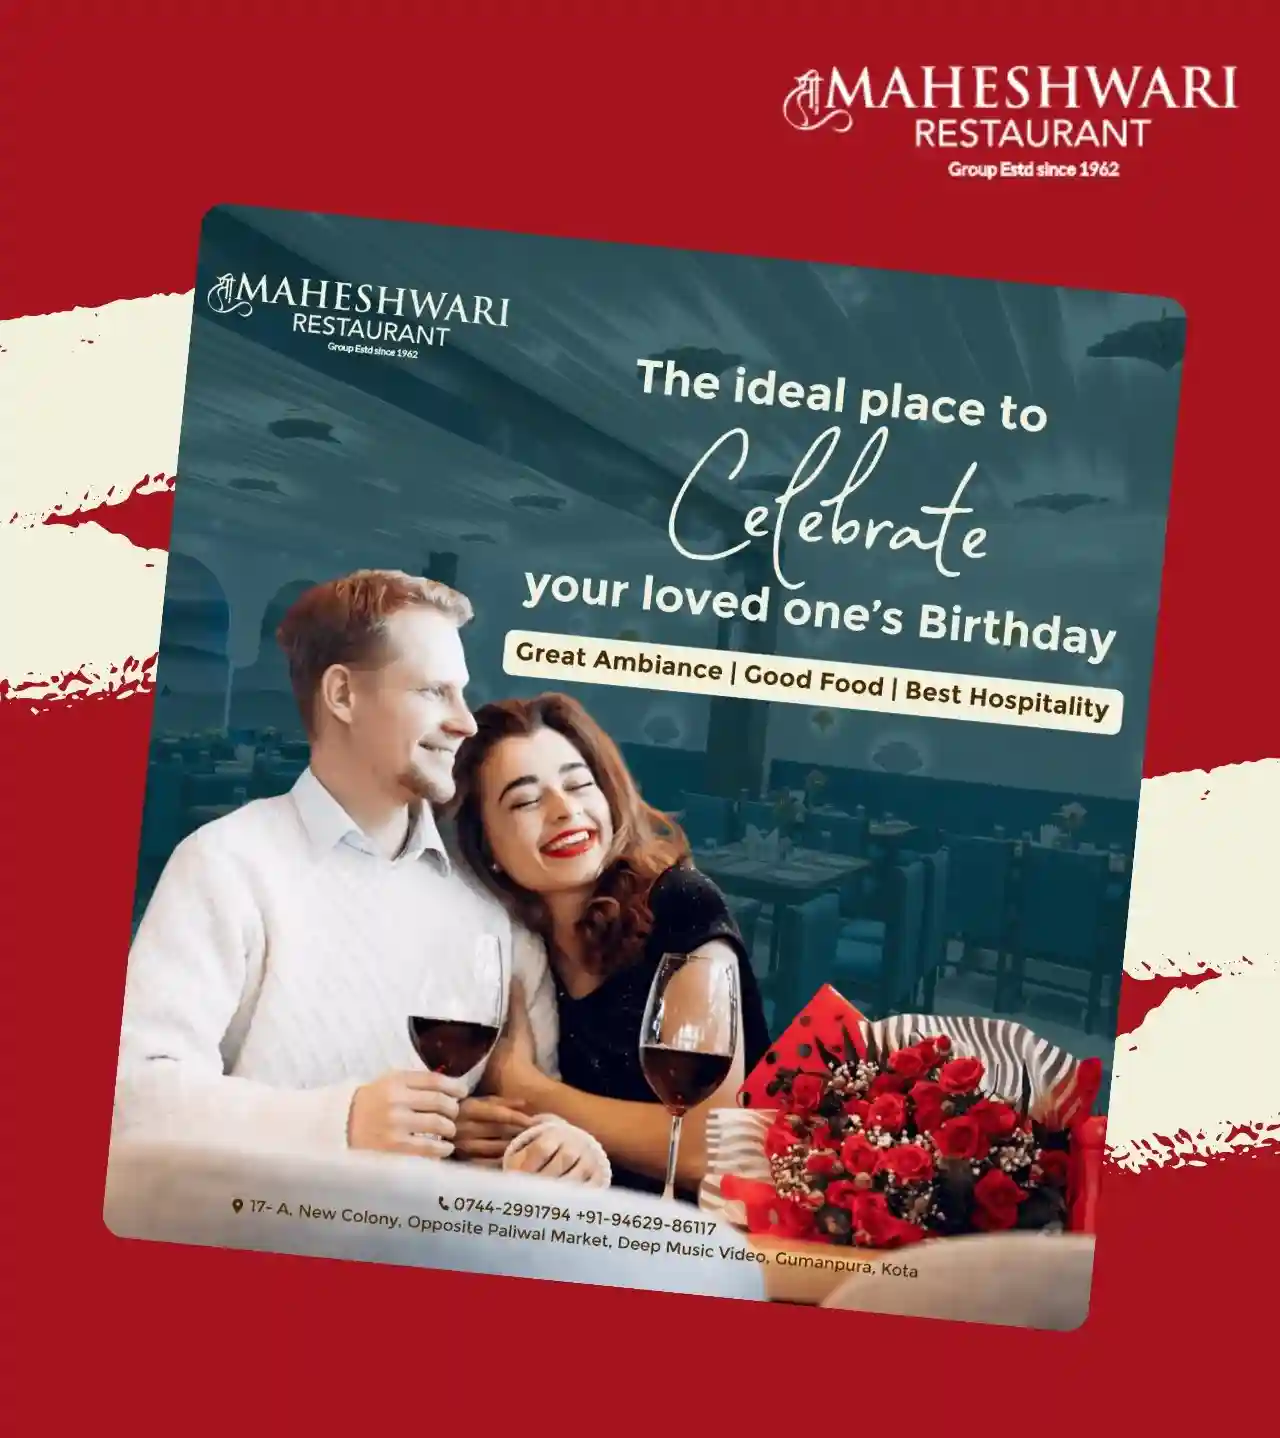 श्री MAHESHWARI
RESTAURANT
Group Estd since 1962
श्री MAHESHWARI
RESTAURANT
Group Estd since 1962
The ideal place to
Celebrate
your loved one’s Birthday
Great Ambiance | Good Food | Best Hospitality
0744-2991794 +91-94629-86117
17- A, New Colony, Opposite Paliwal Market, Deep Music Video, Gumanpura, Kota